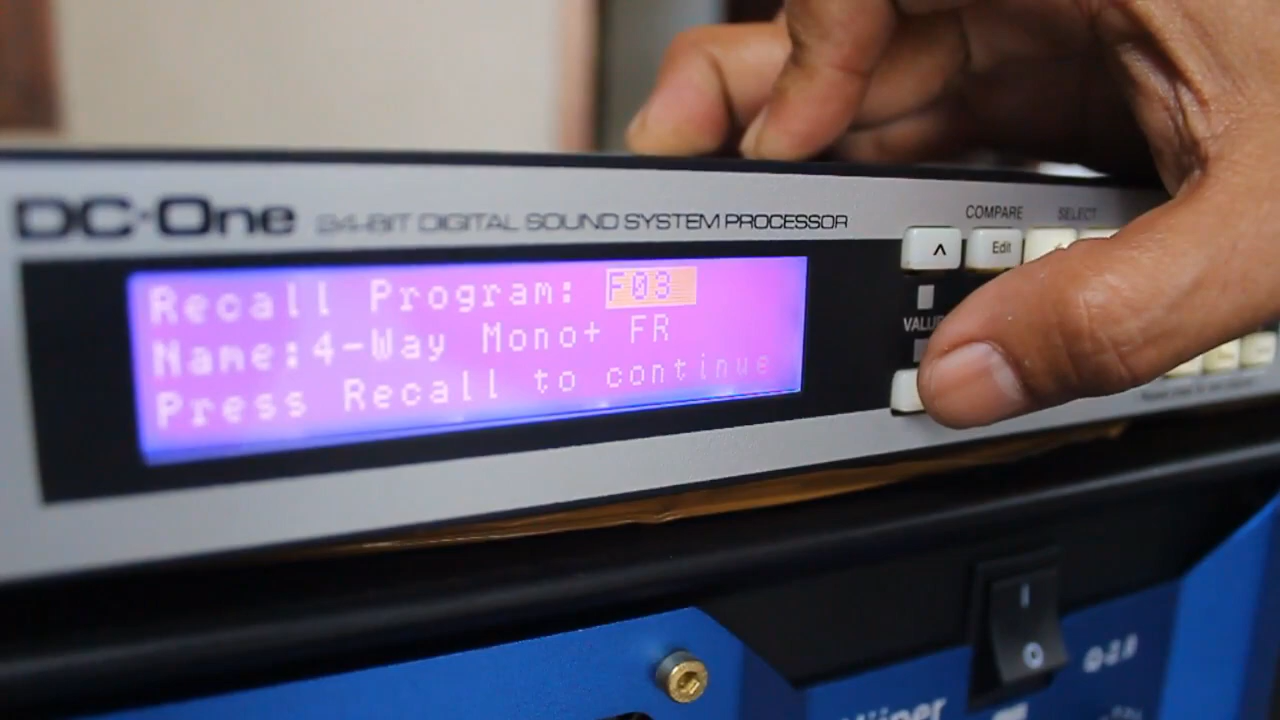 DC-One
24-BIT DIGITAL SOUND SYSTEM PROCESSOR
COMPARE
SELECT
^
Edit
Recall Program: F03
Name:4-Way Mono+ FR
Press Recall to continue